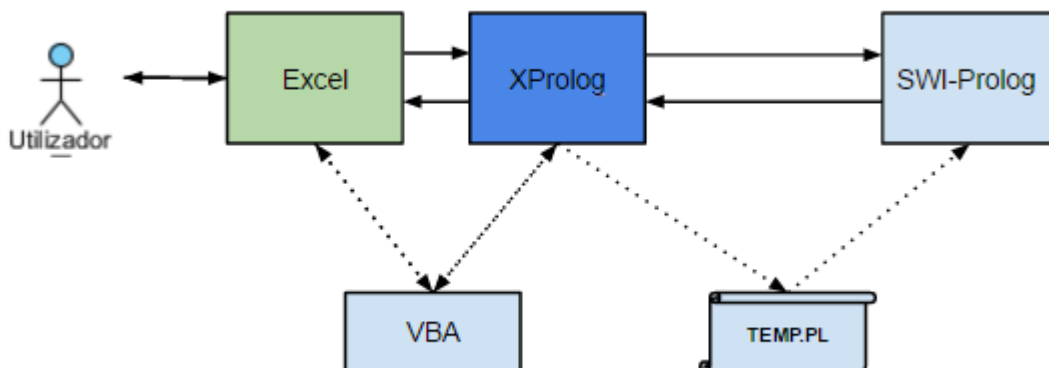 Excel
XProlog
SWI-Prolog
Utilizador
VBA
TEMP.PL